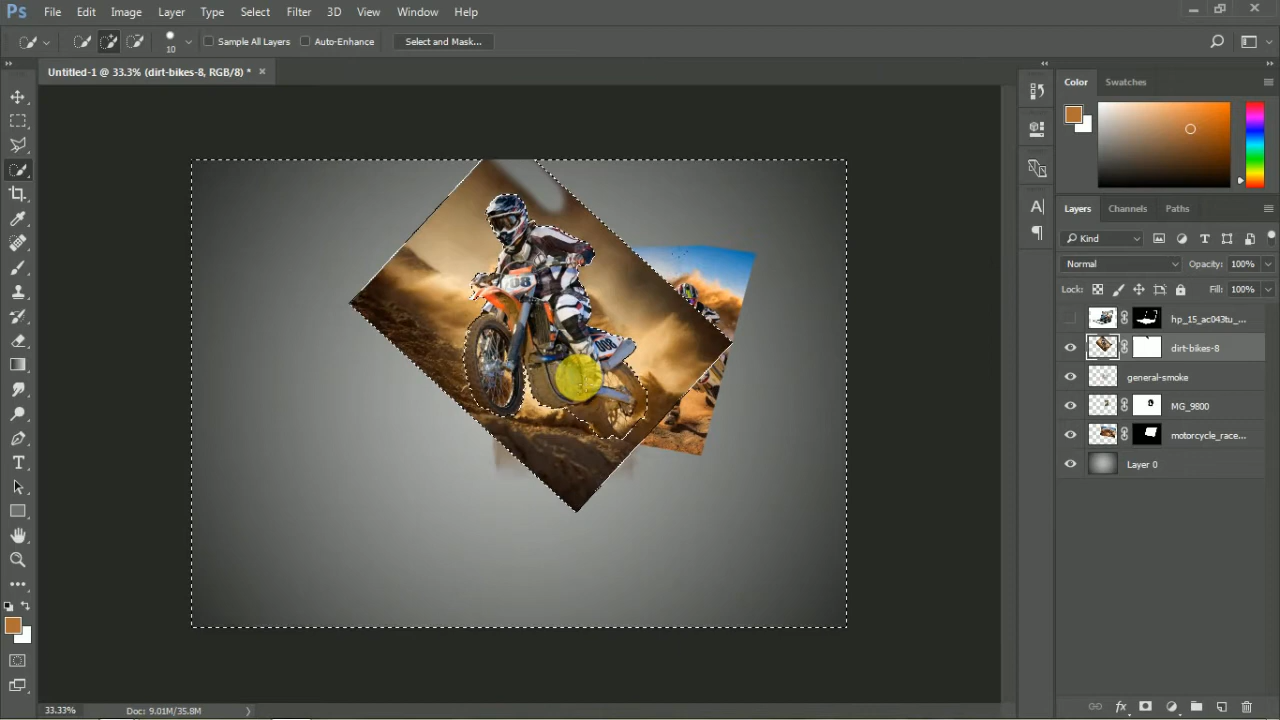 Ps File Edit Image Layer Type Select Filter 3D View Window Help
10 Sample All Layers Auto-Enhance Select and Mask...
Untitled-1 @ 33.3% (dirt-bikes-8, RGB/8) * ×
Color Swatches
Layers Channels Paths
Kind
Normal Opacity: 100%
Lock: Fill: 100%
hp_15_ac043tu_...
dirt-bikes-8
general-smoke
MG_9800
motorcycle_race...
Layer 0
33.33% Doc: 9.01M/35.8M